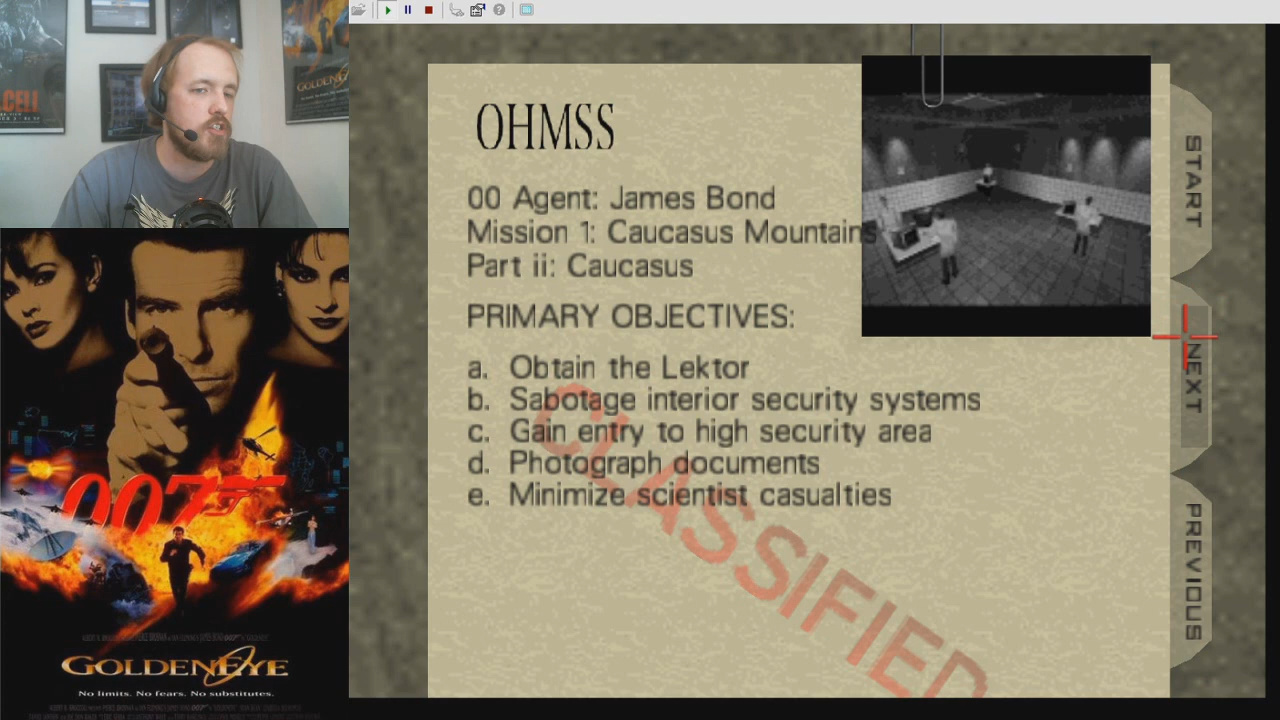 OHMSS
00 Agent: James Bond
Mission 1: Caucasus Mountains
Part ii: Caucasus
PRIMARY OBJECTIVES:
a. Obtain the Lektor
b. Sabotage interior security systems
c. Gain entry to high security area
d. Photograph documents
e. Minimize scientist casualties
CLASSIFIED
START
NEXT
PREVIOUS
007
GOLDENEYE
No limits. No fears. No substitutes.